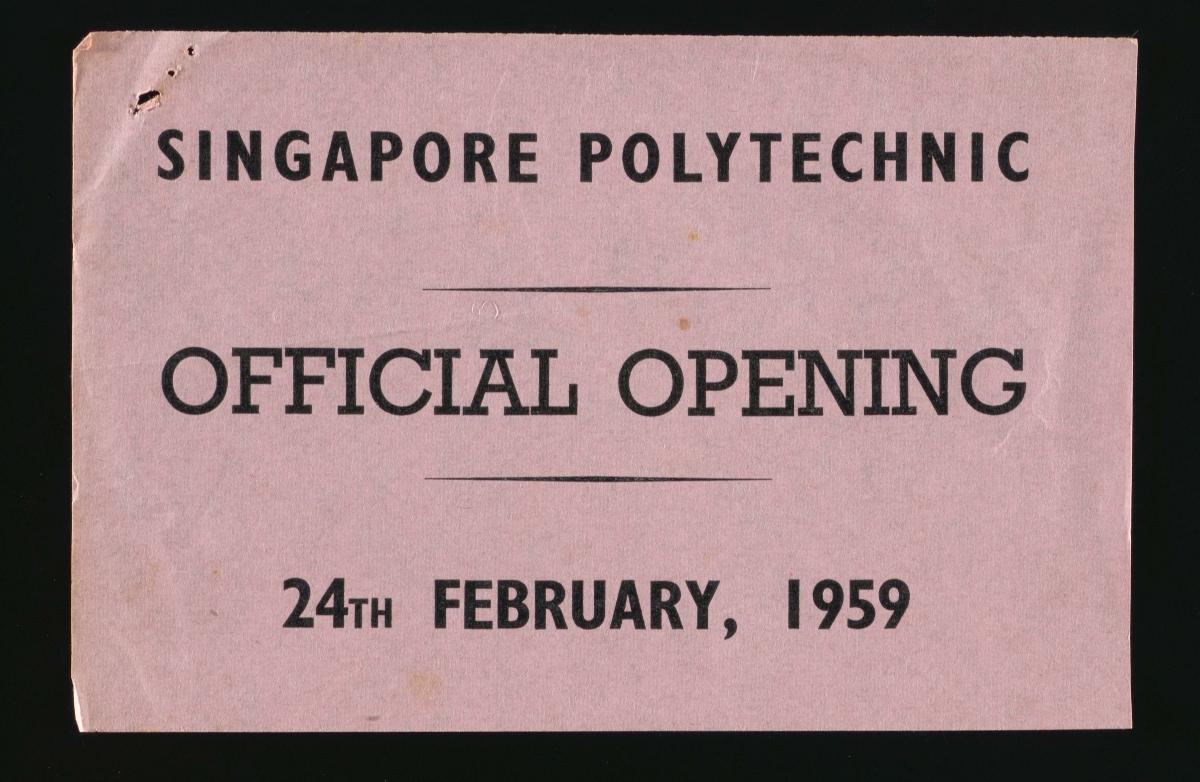 SINGAPORE POLYTECHNIC
OFFICIAL OPENING
24TH FEBRUARY, 1959